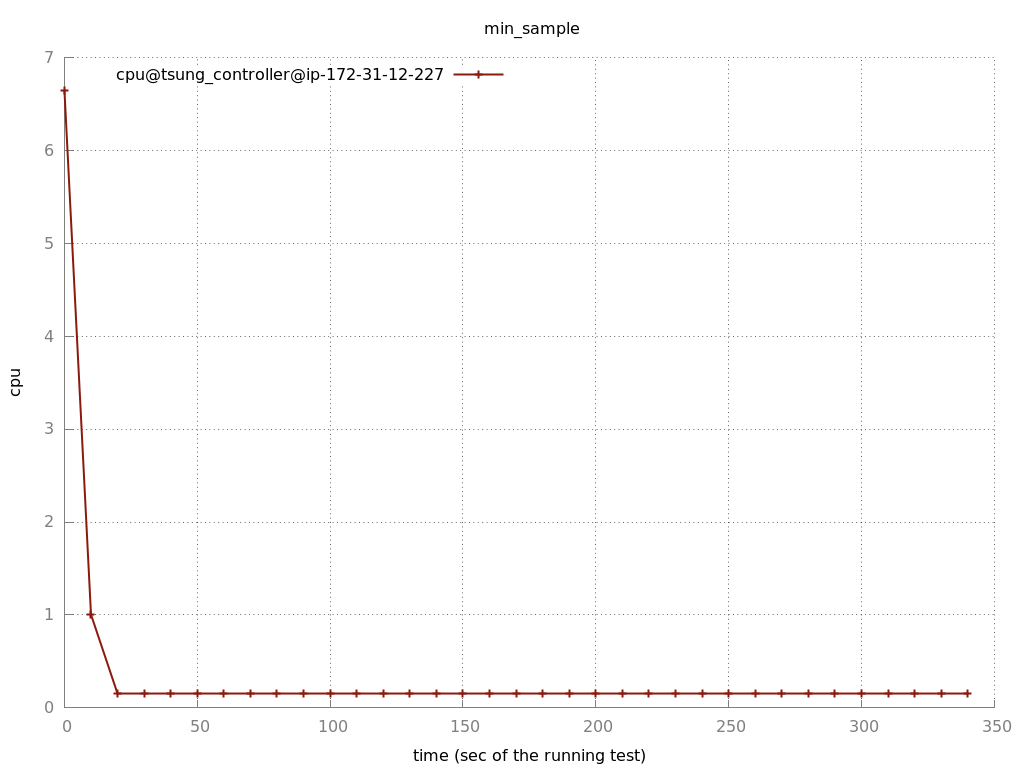 min_sample
cpu@tsung_controller@ip-172-31-12-227
7
6
5
4
3
2
1
0
cpu
0 50 100 150 200 250 300 350
time (sec of the running test)